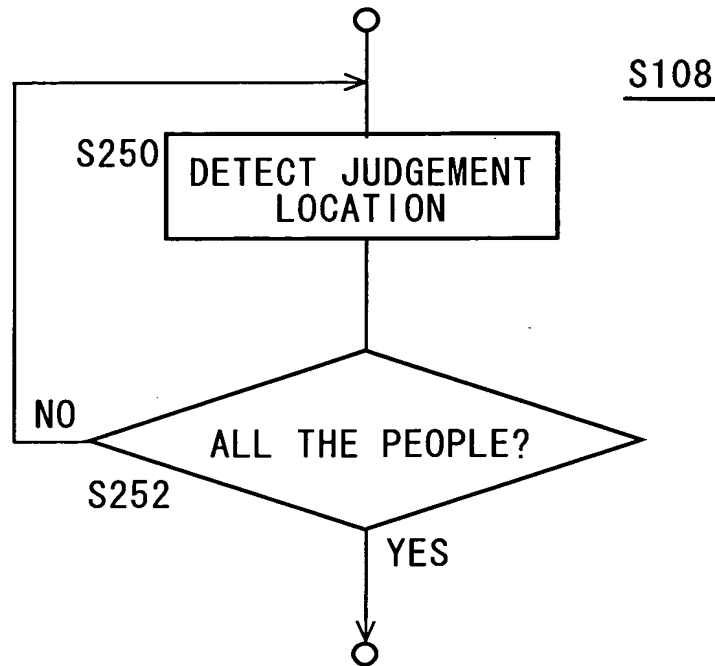 S108
S250
DETECT JUDGEMENT
LOCATION
NO
ALL THE PEOPLE?
S252
YES